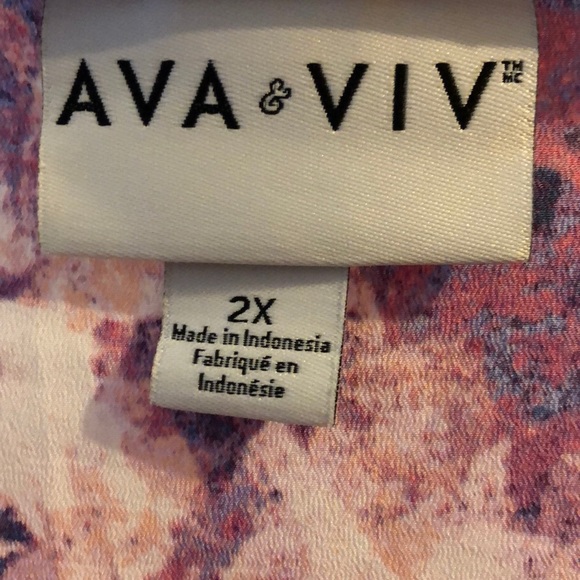 AVA & VIV TM MC
2X
Made in Indonesia
Fabriqué en
Indonésie